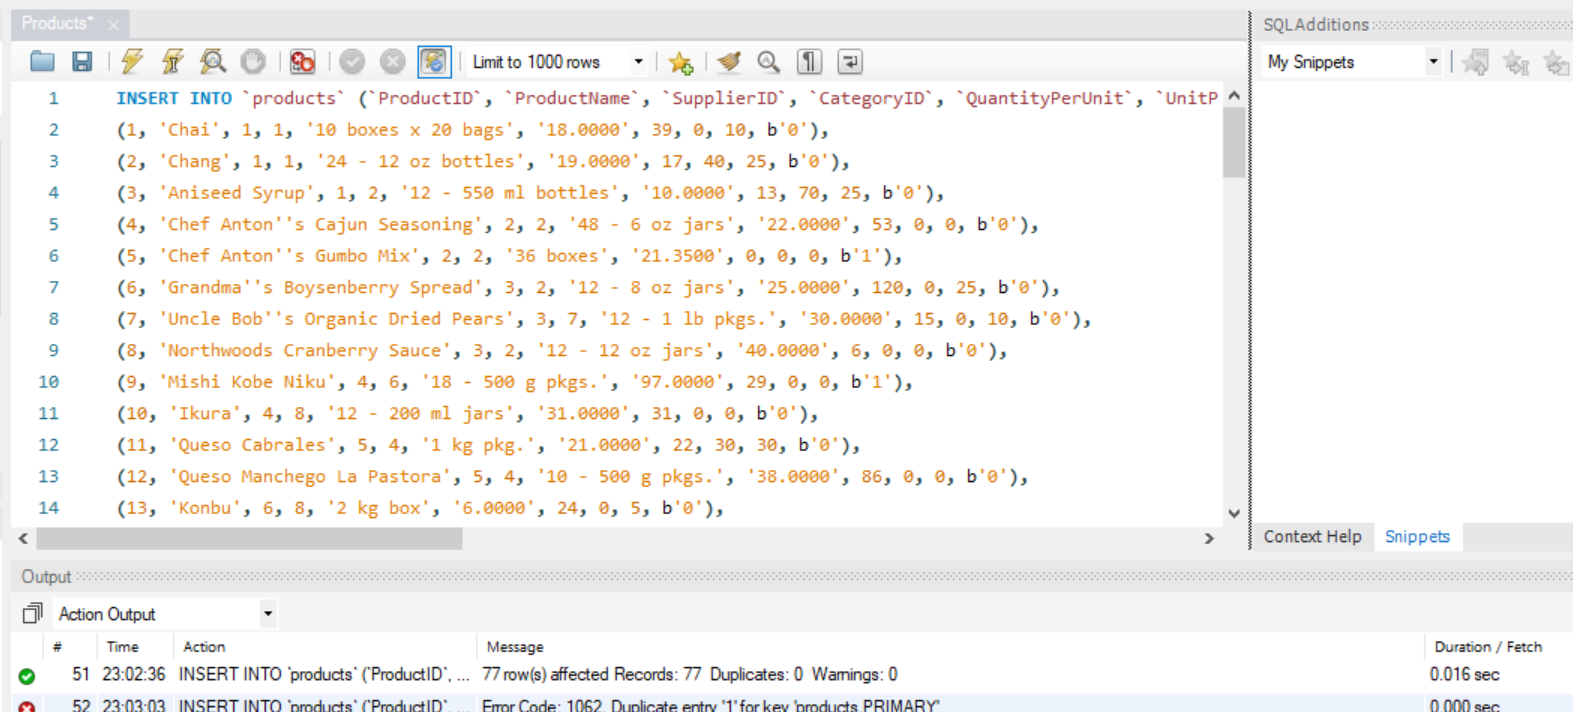 Products*
SQLAdditions
Limit to 1000 rows
My Snippets
1 INSERT INTO `products` (`ProductID`, `ProductName`, `SupplierID`, `CategoryID`, `QuantityPerUnit`, `UnitP
2 (1, 'Chai', 1, 1, '10 boxes x 20 bags', '18.0000', 39, 0, 10, b'0'),
3 (2, 'Chang', 1, 1, '24 - 12 oz bottles', '19.0000', 17, 40, 25, b'0'),
4 (3, 'Aniseed Syrup', 1, 2, '12 - 550 ml bottles', '10.0000', 13, 70, 25, b'0'),
5 (4, 'Chef Anton''s Cajun Seasoning', 2, 2, '48 - 6 oz jars', '22.0000', 53, 0, 0, b'0'),
6 (5, 'Chef Anton''s Gumbo Mix', 2, 2, '36 boxes', '21.3500', 0, 0, 0, b'1'),
7 (6, 'Grandma''s Boysenberry Spread', 3, 2, '12 - 8 oz jars', '25.0000', 120, 0, 25, b'0'),
8 (7, 'Uncle Bob''s Organic Dried Pears', 3, 7, '12 - 1 lb pkgs.', '30.0000', 15, 0, 10, b'0'),
9 (8, 'Northwoods Cranberry Sauce', 3, 2, '12 - 12 oz jars', '40.0000', 6, 0, 0, b'0'),
10 (9, 'Mishi Kobe Niku', 4, 6, '18 - 500 g pkgs.', '97.0000', 29, 0, 0, b'1'),
11 (10, 'Ikura', 4, 8, '12 - 200 ml jars', '31.0000', 31, 0, 0, b'0'),
12 (11, 'Queso Cabrales', 5, 4, '1 kg pkg.', '21.0000', 22, 30, 30, b'0'),
13 (12, 'Queso Manchego La Pastora', 5, 4, '10 - 500 g pkgs.', '38.0000', 86, 0, 0, b'0'),
14 (13, 'Konbu', 6, 8, '2 kg box', '6.0000', 24, 0, 5, b'0'),
Context Help Snippets
Output
Action Output
# Time Action Message Duration / Fetch
51 23:02:36 INSERT INTO `products` (`ProductID`, ... 77 row(s) affected Records: 77 Duplicates: 0 Warnings: 0 0.016 sec
52 23:03:03 INSERT INTO `products` (`ProductID`, ... Error Code: 1062. Duplicate entry '1' for key 'products.PRIMARY' 0.000 sec